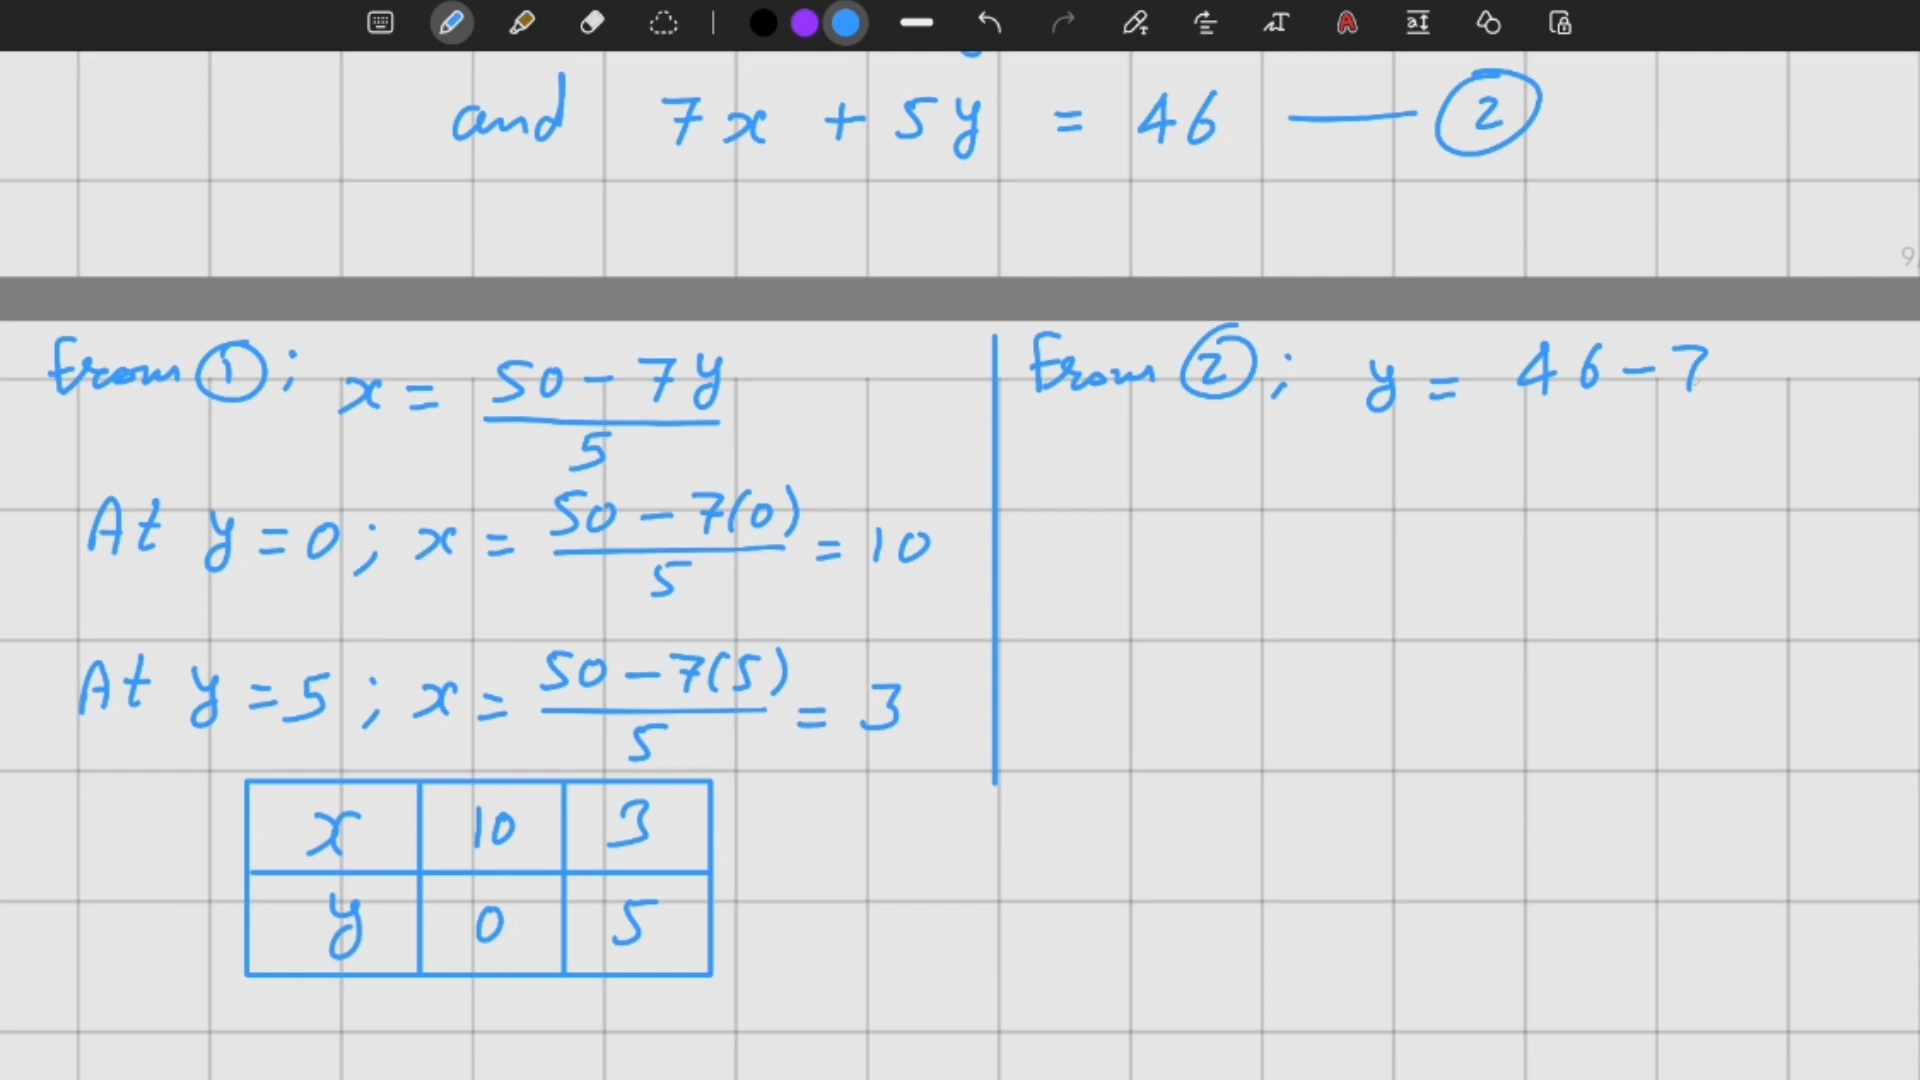 and 7x + 5y = 46 —— ②
9
From ①; x = 50 - 7y / 5
At y = 0; x = 50 - 7(0) / 5 = 10
At y = 5; x = 50 - 7(5) / 5 = 3
x 10 3
y 0 5
From ②; y = 46 - 7